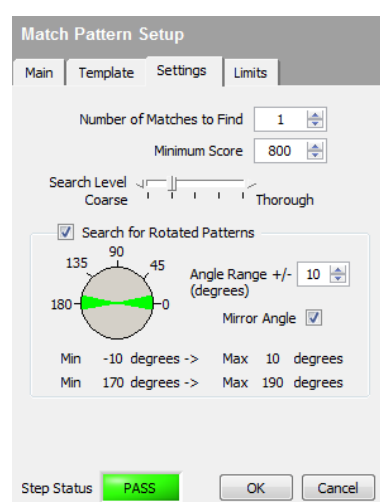 Match Pattern Setup
Main Template Settings Limits
Number of Matches to Find 1
Minimum Score 800
Search Level
Coarse Thorough
Search for Rotated Patterns
90
135 45
180 0
Angle Range +/- 10
(degrees)
Mirror Angle
Min -10 degrees -> Max 10 degrees
Min 170 degrees -> Max 190 degrees
Step Status PASS OK Cancel